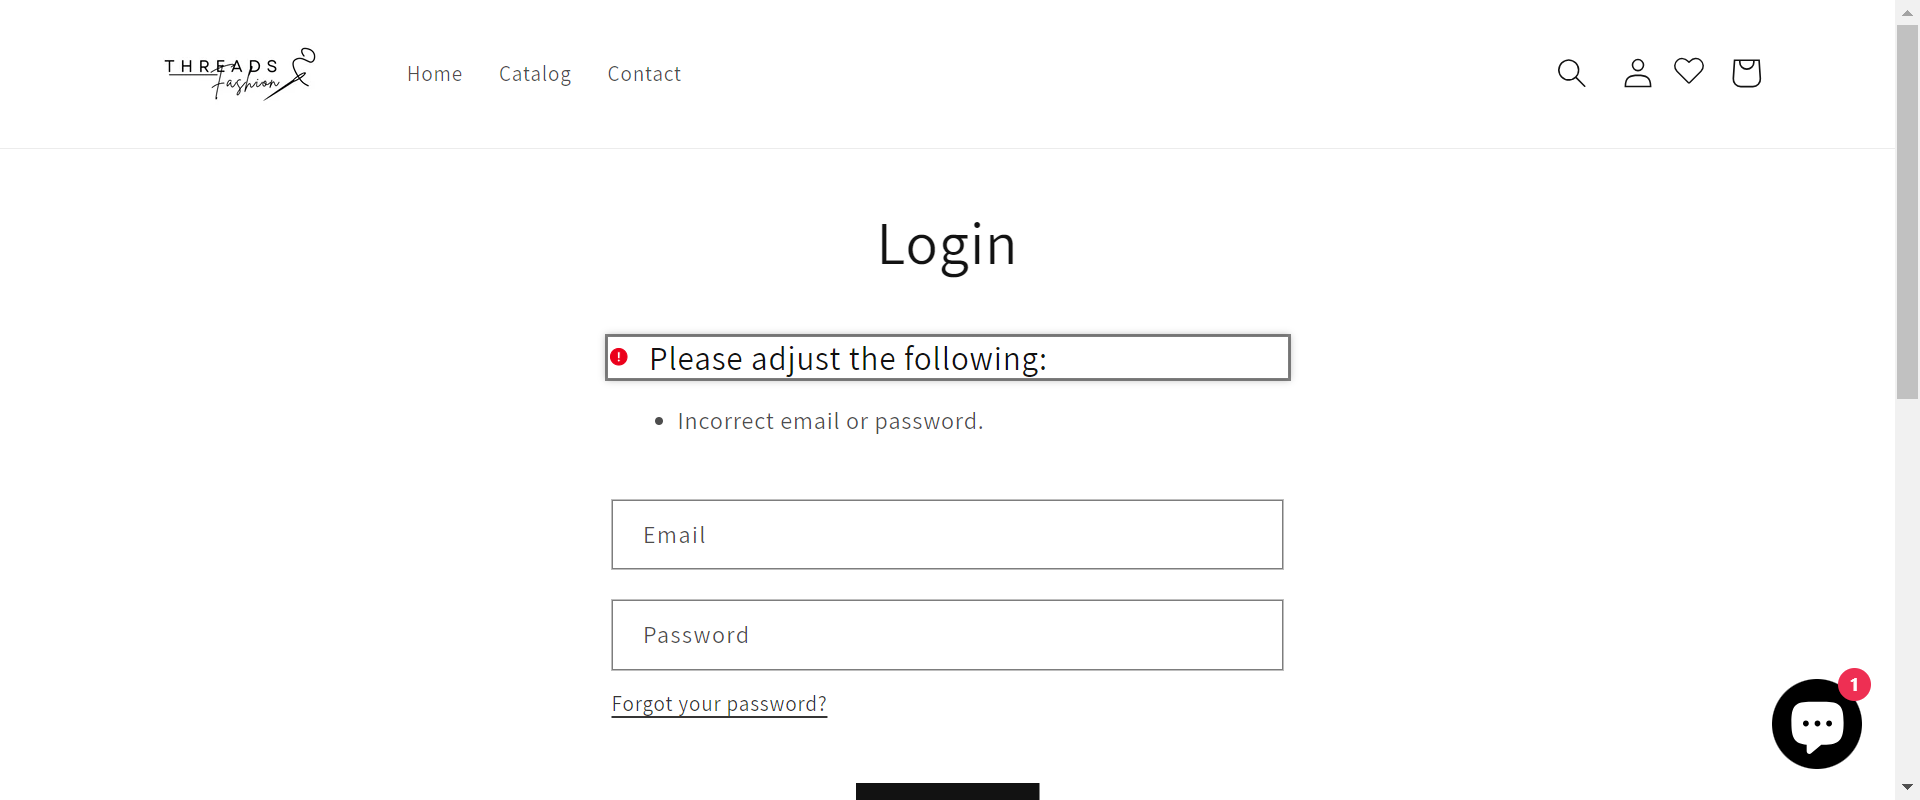 THREADS
Fashion
Home
Catalog
Contact
Login
Please adjust the following:
Incorrect email or password.
Email
Password
Forgot your password?
1